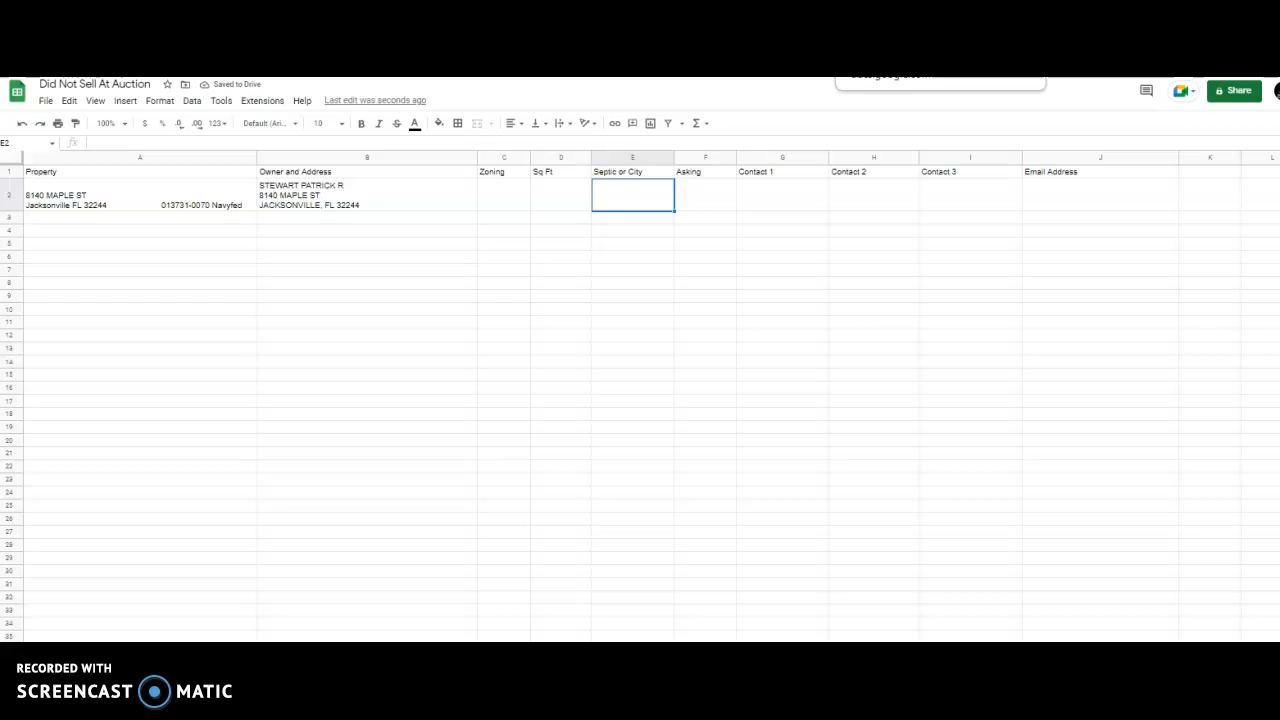 Did Not Sell At Auction
Saved to Drive
Share
File Edit View Insert Format Data Tools Extensions Help Last edit was seconds ago
100% $ % .0 .00 123 Default (Ari... 10 B I S A Σ
E2
fx
A B C D E F G H I J K L
1 Property Owner and Address Zoning Sq Ft Septic or City Asking Contact 1 Contact 2 Contact 3 Email Address
STEWART PATRICK R
2 8140 MAPLE ST 8140 MAPLE ST
Jacksonville FL 32244 013731-0070 Navyfed JACKSONVILLE, FL 32244
3
4
5
6
7
8
9
10
11
12
13
14
15
16
17
18
19
20
21
22
23
24
25
26
27
28
29
30
31
32
33
34
35
RECORDED WITH
SCREENCAST MATIC